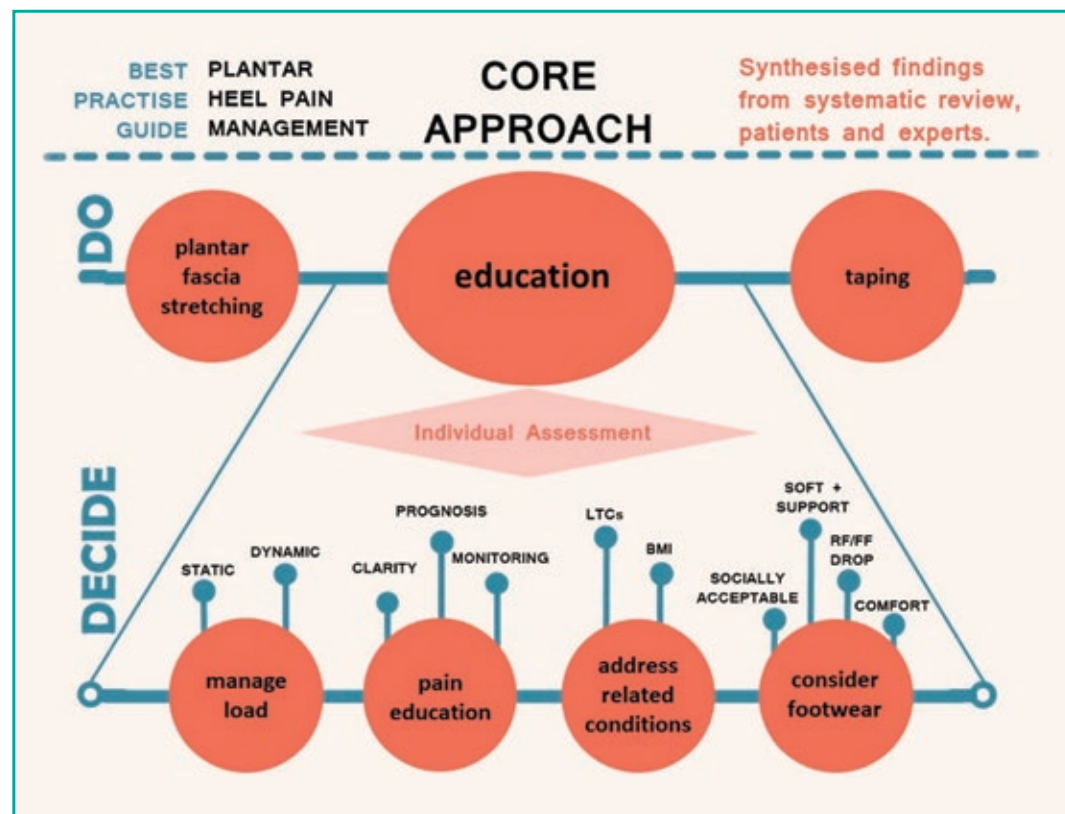 BEST PLANTAR
PRACTISE HEEL PAIN
GUIDE MANAGEMENT
CORE
APPROACH
Synthesised findings
from systematic review,
patients and experts.
DO
plantar
fascia
stretching
education
taping
Individual Assessment
DECIDE
STATIC
DYNAMIC
manage
load
CLARITY
PROGNOSIS
MONITORING
pain
education
LTCs
BMI
address
related
conditions
SOCIALLY
ACCEPTABLE
SOFT +
SUPPORT
RF/FF
DROP
COMFORT
consider
footwear